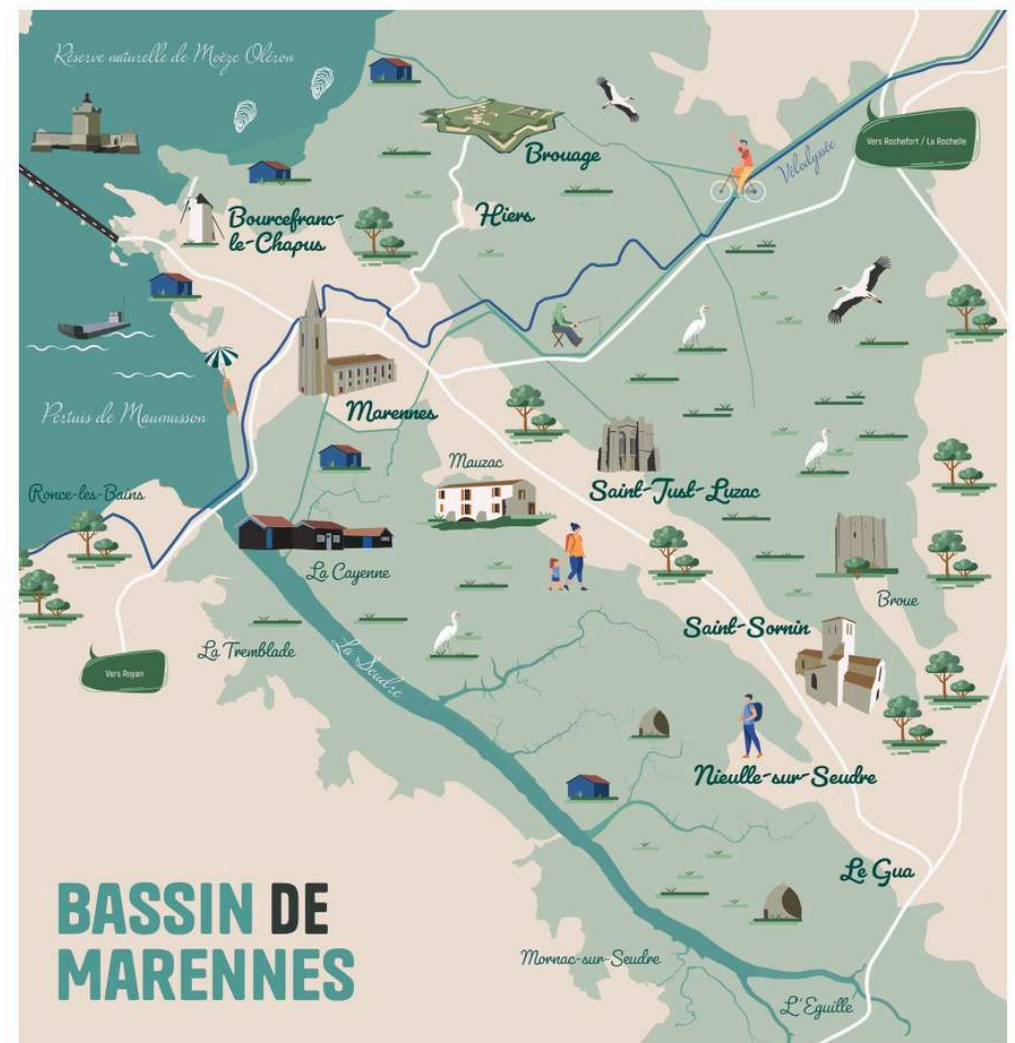 Réserve naturelle de Moëze Oléron
Vers Rochefort / La Rochelle
Brouage
Vélodyssée
Hiers
Bourcefranc-
le-Chapus
Pertuis de Maumusson
Marennes
Mauzac
Ronce-les-Bains
Saint-Just-Luzac
La Cayenne
Broue
Saint-Sornin
La Tremblade
La Seudre
Vers Royan
Nieulle-sur-Seudre
Le Gua
BASSIN DE
MARENNES
Mornac-sur-Seudre
L'Eguille